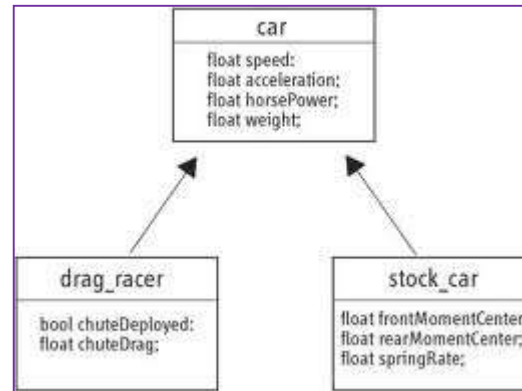 car
float speed:
float acceleration;
float horsePower;
float weight;
drag_racer
bool chuteDeployed:
float chuteDrag;
stock_car
float frontMomentCenter
float rearMomentCenter;
float springRate;